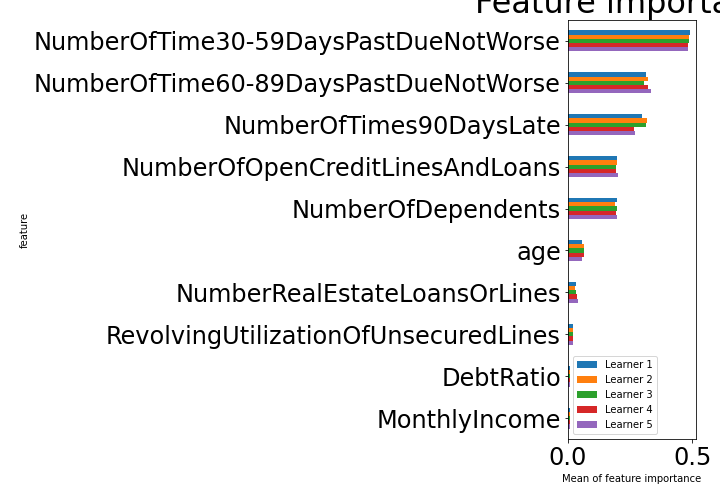 Feature importa
NumberOfTime30-59DaysPastDueNotWorse
NumberOfTime60-89DaysPastDueNotWorse
NumberOfTimes90DaysLate
NumberOfOpenCreditLinesAndLoans
NumberOfDependents
feature
age
NumberRealEstateLoansOrLines
RevolvingUtilizationOfUnsecuredLines
DebtRatio
MonthlyIncome
Learner 1
Learner 2
Learner 3
Learner 4
Learner 5
0.0 0.5
Mean of feature importance